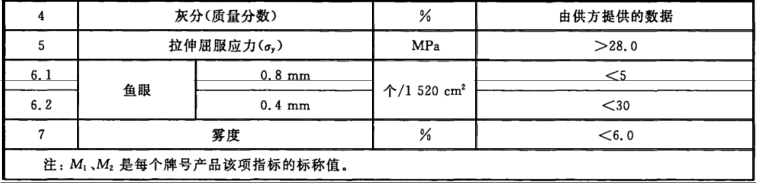 4 灰分(质量分数) % 由供方提供的数据
5 拉伸屈服应力(σy) MPa >28.0
6.1 鱼眼 0.8 mm 个/1 520 cm² <5
6.2 0.4 mm <30
7 雾度 % <6.0
注:M₁、M₂ 是每个牌号产品该项指标的标称值。